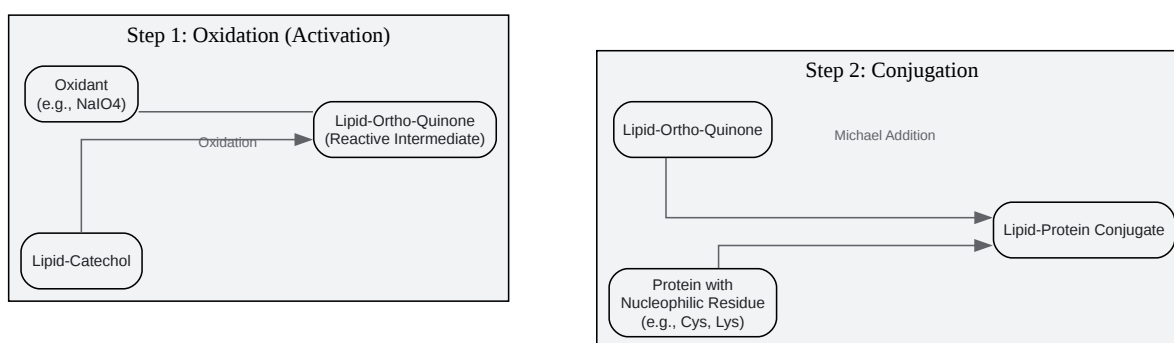 Step 1: Oxidation (Activation)
Oxidant
(e.g., NaIO4)
Lipid-Ortho-Quinone
(Reactive Intermediate)
Oxidation
Lipid-Catechol
Step 2: Conjugation
Lipid-Ortho-Quinone
Michael Addition
Lipid-Protein Conjugate
Protein with
Nucleophilic Residue
(e.g., Cys, Lys)